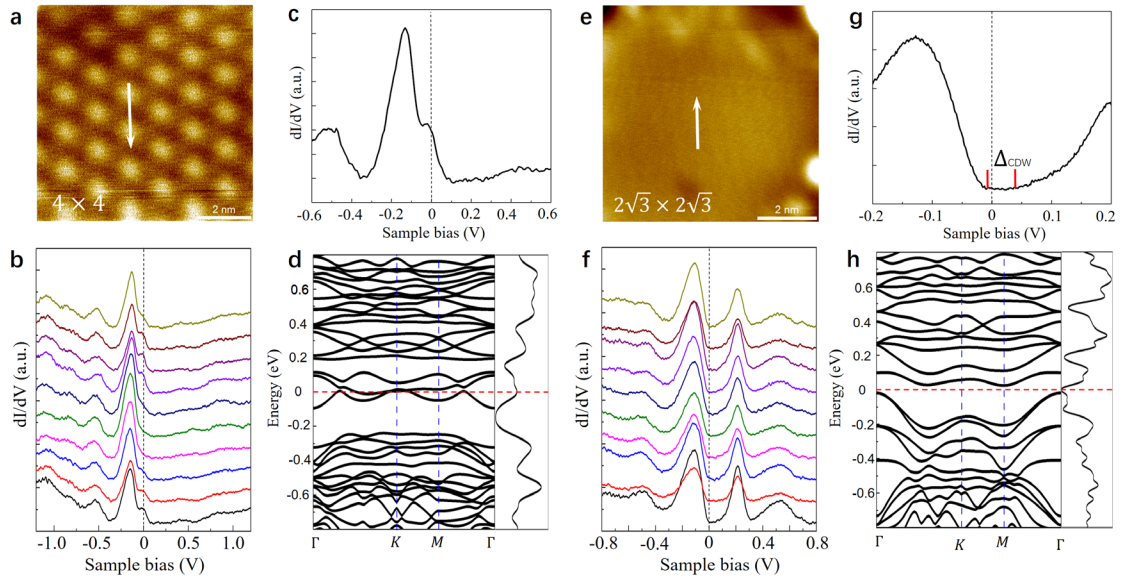 a
4 × 4
2 nm
c
dI/dV (a.u.)
-0.6 -0.4 -0.2 0 0.2 0.4 0.6
Sample bias (V)
e
2√3 × 2√3
2 nm
g
dI/dV (a.u.)
Δ CDW
-0.2 -0.1 0 0.1 0.2
Sample bias (V)
b
dI/dV (a.u.)
-1.0 -0.5 0 0.5 1.0
Sample bias (V)
d
Energy (eV)
0.6
0.4
0.2
0
-0.2
-0.4
-0.6
Γ K M Γ
f
dI/dV (a.u.)
-0.8 -0.4 0 0.4 0.8
Sample bias (V)
h
Energy (eV)
0.6
0.4
0.2
0
-0.2
-0.4
-0.6
Γ K M Γ